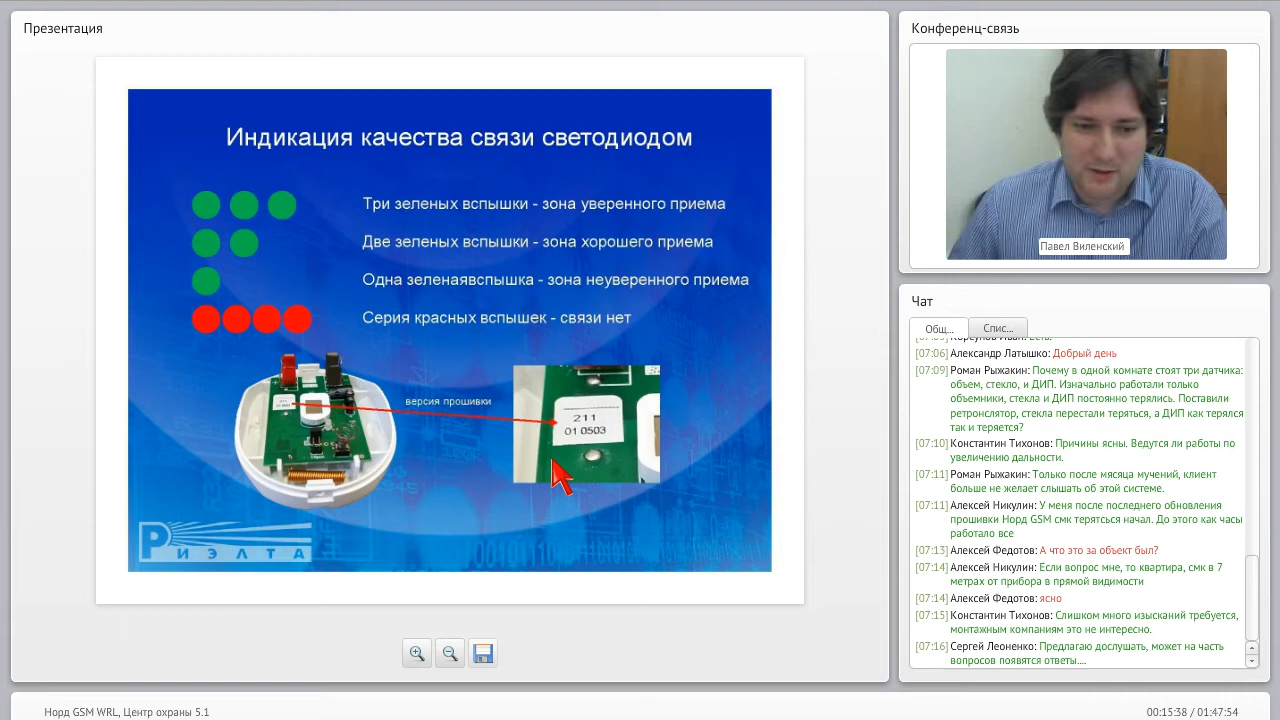 Презентация
Индикация качества связи светодиодом
Три зеленых вспышки - зона уверенного приема
Две зеленых вспышки - зона хорошего приема
Одна зеленаявспышка - зона неуверенного приема
Серия красных вспышек - связи нет
версия прошивки
211
01 0503
211
01 0503
РИЭЛТА
Конференц-связь
Павел Виленский
Чат
Общ...
Спис...
[07:06] Александр Латышко: Добрый день
[07:09] Роман Рыжакин: Почему в одной комнате стоят три датчика:
объем, стекло, и ДИП. Изначально работали только
объемники, стекла и ДИП постоянно терялись. Поставили
ретронслятор, стекла перестали теряться, а ДИП как терялся
так и теряется?
[07:10] Константин Тихонов: Причины ясны. Ведутся ли работы по
увеличению дальности.
[07:11] Роман Рыжакин: Только после мясяца мучений, клиент
больше не желает слышать об этой системе.
[07:11] Алексей Никулин: У меня после последнего обновления
прошивки Норд GSM смк терятсься начал. До этого как часы
работало все
[07:13] Алексей Федотов: А что это за объект был?
[07:14] Алексей Никулин: Если вопрос мне, то квартира, смк в 7
метрах от прибора в прямой видимости
[07:14] Алексей Федотов: ясно
[07:15] Константин Тихонов: Слишком много изысканий требуется,
монтажным компаниям это не интересно.
[07:16] Сергей Леоненко: Предлагаю дослушать, может на часть
вопросов появятся ответы....
Норд GSM WRL, Центр охраны 5.1
00:15:38 / 01:47:54